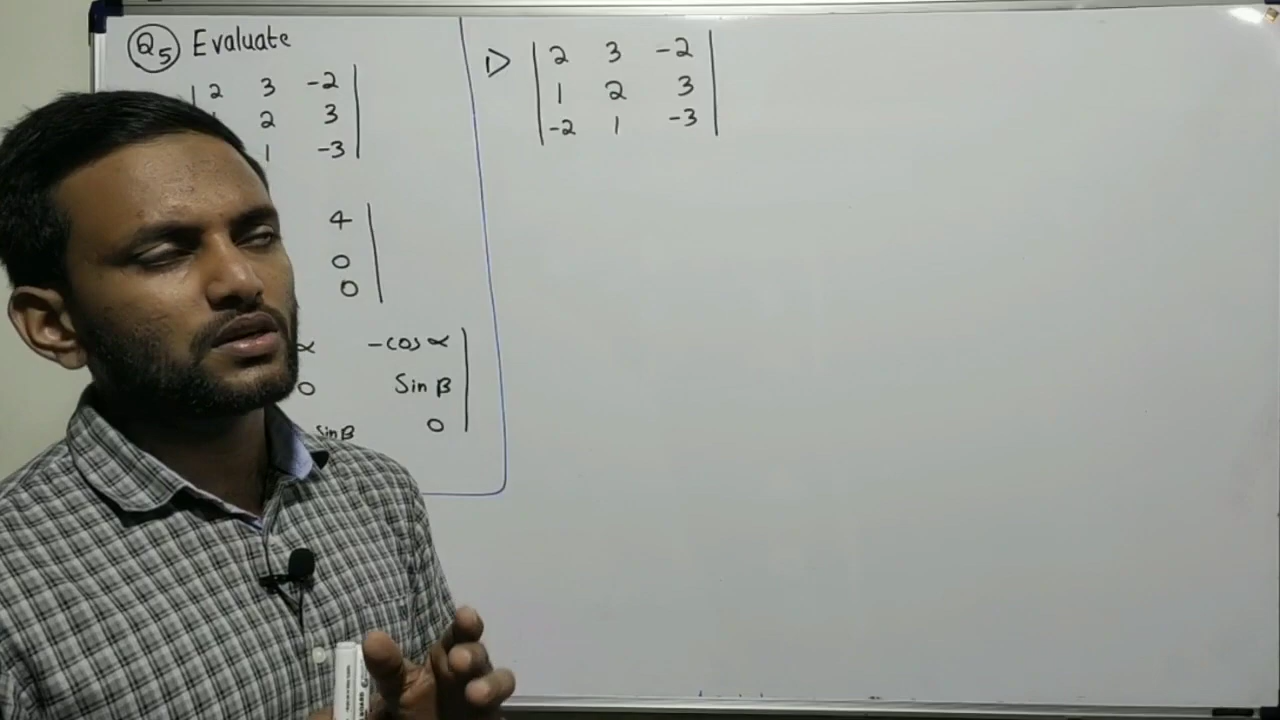 Q5 Evaluate
2 3 -2
2 3
1 -3
4
0
0
-cos α
0 Sin β
Sin β 0
1)
2 3 -2
1 2 3
-2 1 -3